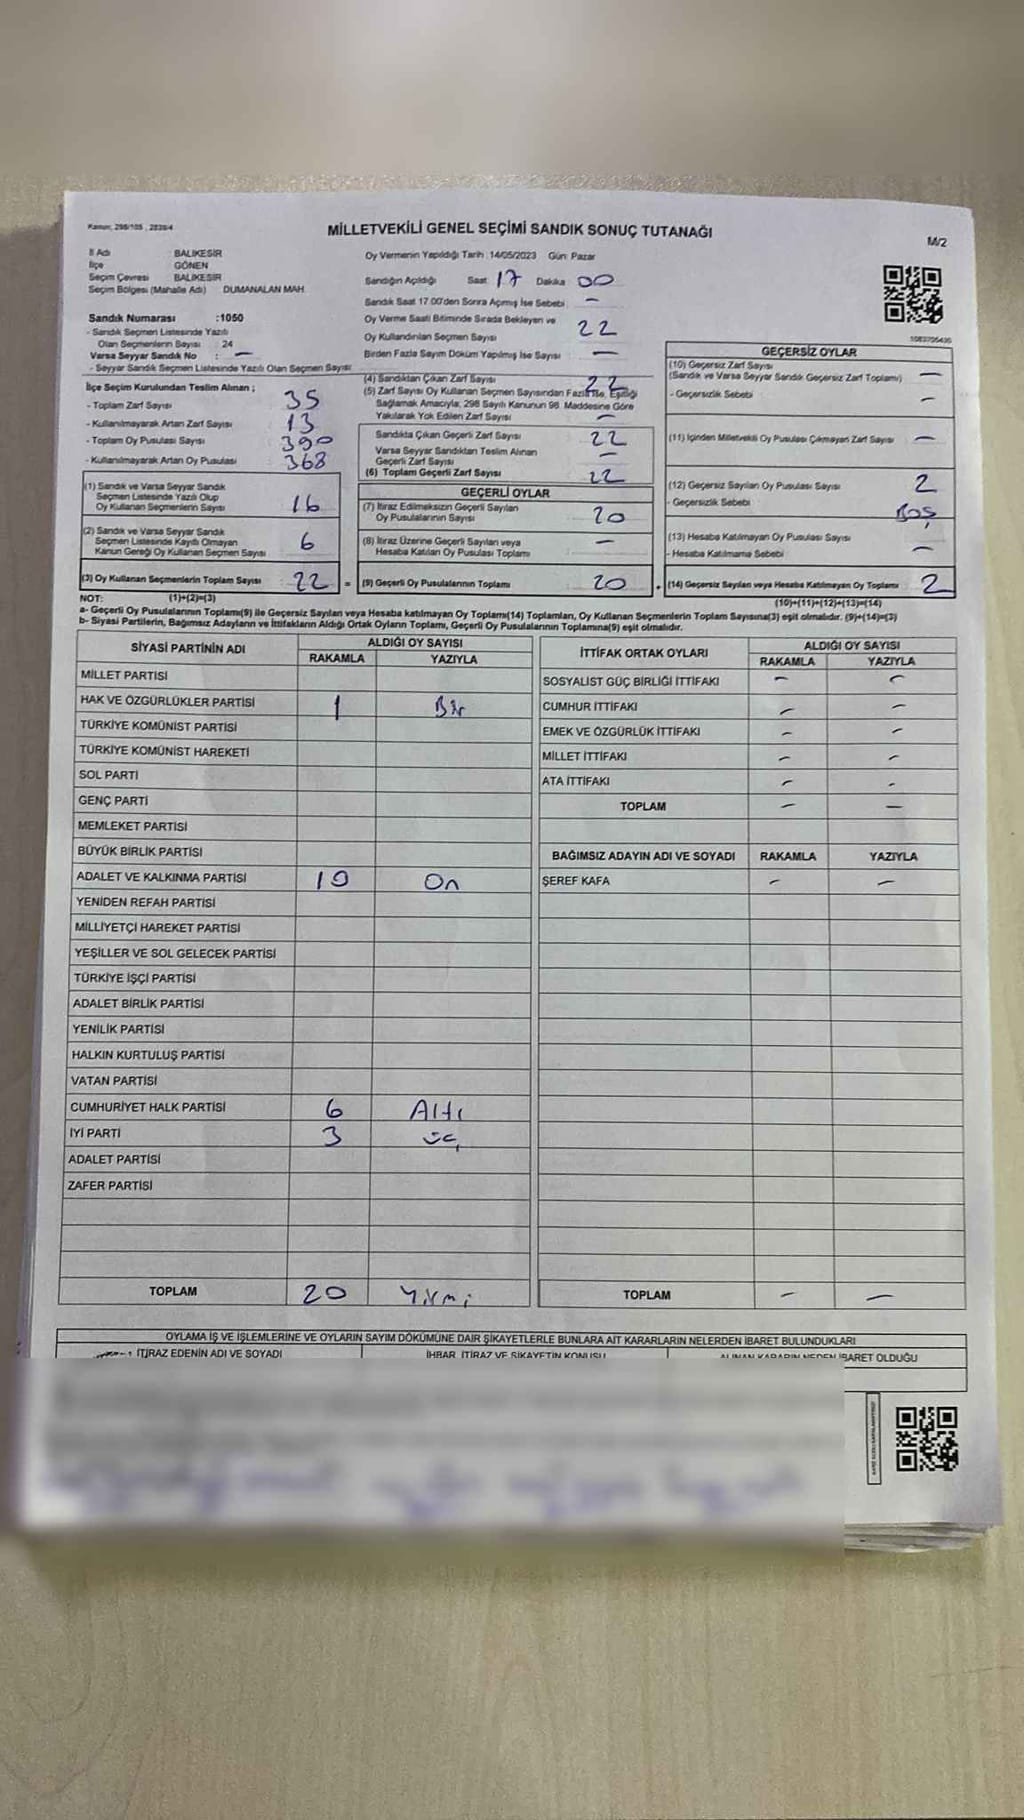 Kanun: 298/105 , 2839/4
MİLLETVEKİLİ GENEL SEÇİMİ SANDIK SONUÇ TUTANAĞI
M/2
İl Adı : BALIKESİR
İlçe : GÖNEN
Seçim Çevresi : BALIKESİR
Seçim Bölgesi (Mahalle Adı) : DUMANALAN MAH.
Sandık Numarası :1050
- Sandık Seçmen Listesinde Yazılı
Olan Seçmenlerin Sayısı : 24
Varsa Seyyar Sandık No : –
- Seyyar Sandık Seçmen Listesinde Yazılı Olan Seçmen Sayısı
İlçe Seçim Kurulundan Teslim Alınan ;
- Toplam Zarf Sayısı 35
- Kullanılmayarak Artan Zarf Sayısı 13
- Toplam Oy Pusulası Sayısı 390
- Kullanılmayarak Artan Oy Pusulası 368
(1) Sandık ve Varsa Seyyar Sandık
Seçmen Listesinde Yazılı Olup
Oy Kullanan Seçmenlerin Sayısı 16
(2) Sandık ve Varsa Seyyar Sandık
Seçmen Listesinde Kayıtlı Olmayan
Kanun Gereği Oy Kullanan Seçmen Sayısı 6
(3) Oy Kullanan Seçmenlerin Toplam Sayısı 22 =
Oy Vermenin Yapıldığı Tarih : 14/05/2023 Gün: Pazar
Sandığın Açıldığı Saat 17 Dakika 00
Sandık Saat 17.00'den Sonra Açımış İse Sebebi : –
Oy Verme Saati Bitiminde Sırada Bekleyen ve
Oy Kullandırılan Seçmen Sayısı 22
Birden Fazla Sayım Döküm Yapılmış İse Sayısı –
(4) Sandıktan Çıkan Zarf Sayısı 22
(5) Zarf Sayısı Oy Kullanan Seçmen Sayısından Fazla İse, Eşitliği
Sağlamak Amacıyla, 298 Sayılı Kanunun 98. Maddesine Göre
Yakılarak Yok Edilen Zarf Sayısı –
Sandıkta Çıkan Geçerli Zarf Sayısı 22
Varsa Seyyar Sandıktan Teslim Alınan
Geçerli Zarf Sayısı –
(6) Toplam Geçerli Zarf Sayısı 22
GEÇERLİ OYLAR
(7) İtiraz Edilmeksizin Geçerli Sayılan
Oy Pusulalarının Sayısı 20
(8) İtiraz Üzerine Geçerli Sayılan veya
Hesaba Katılan Oy Pusulası Toplamı –
(9) Geçerli Oy Pusulalarının Toplamı 20 +
1083705435
GEÇERSİZ OYLAR
(10) Geçersiz Zarf Sayısı
(Sandık ve Varsa Seyyar Sandık Geçersiz Zarf Toplamı) –
- Geçersizlik Sebebi –
(11) İçinden Milletvekili Oy Pusulası Çıkmayan Zarf Sayısı –
(12) Geçersiz Sayılan Oy Pusulası Sayısı 2
- Geçersizlik Sebebi Boş
(13) Hesaba Katılmayan Oy Pusulası Sayısı
- Hesaba Katılmama Sebebi –
(14) Geçersiz Sayılan veya Hesaba Katılmayan Oy Toplamı 2
NOT: (1)+(2)=(3) (10)+(11)+(12)+(13)=(14)
a- Geçerli Oy Pusulalarının Toplamı(9) ile Geçersiz Sayılan veya Hesaba katılmayan Oy Toplamı(14) Toplamları, Oy Kullanan Seçmenlerin Toplam Sayısına(3) eşit olmalıdır. (9)+(14)=(3)
b- Siyasi Partilerin, Bağımsız Adayların ve İttifakların Aldığı Ortak Oyların Toplamı, Geçerli Oy Pusulalarının Toplamına(9) eşit olmalıdır.
SİYASİ PARTİNİN ADI ALDIĞI OY SAYISI
RAKAMLA YAZIYLA
MİLLET PARTİSİ
HAK VE ÖZGÜRLÜKLER PARTİSİ 1 Bir
TÜRKİYE KOMÜNİST PARTİSİ
TÜRKİYE KOMÜNİST HAREKETİ
SOL PARTİ
GENÇ PARTİ
MEMLEKET PARTİSİ
BÜYÜK BİRLİK PARTİSİ
ADALET VE KALKINMA PARTİSİ 10 On
YENİDEN REFAH PARTİSİ
MİLLİYETÇİ HAREKET PARTİSİ
YEŞİLLER VE SOL GELECEK PARTİSİ
TÜRKİYE İŞÇİ PARTİSİ
ADALET BİRLİK PARTİSİ
YENİLİK PARTİSİ
HALKIN KURTULUŞ PARTİSİ
VATAN PARTİSİ
CUMHURİYET HALK PARTİSİ 6 Altı
İYİ PARTİ 3 üç
ADALET PARTİSİ
ZAFER PARTİSİ
TOPLAM 20 Yirmi
İTTİFAK ORTAK OYLARI ALDIĞI OY SAYISI
RAKAMLA YAZIYLA
SOSYALİST GÜÇ BİRLİĞİ İTTİFAKI – –
CUMHUR İTTİFAKI – –
EMEK VE ÖZGÜRLÜK İTTİFAKI – –
MİLLET İTTİFAKI – –
ATA İTTİFAKI – –
TOPLAM – –
BAĞIMSIZ ADAYIN ADI VE SOYADI RAKAMLA YAZIYLA
ŞEREF KAFA – –
TOPLAM – –
OYLAMA İŞ VE İŞLEMLERİNE VE OYLARIN SAYIM DÖKÜMÜNE DAİR ŞİKAYETLERLE BUNLARA AİT KARARLARIN NELERDEN İBARET BULUNDUKLARI
İTİRAZ EDENİN ADI VE SOYADI İHBAR, İTİRAZ VE ŞİKAYETİN KONUSU ALINAN KARARIN NEDEN İBARET OLDUĞU